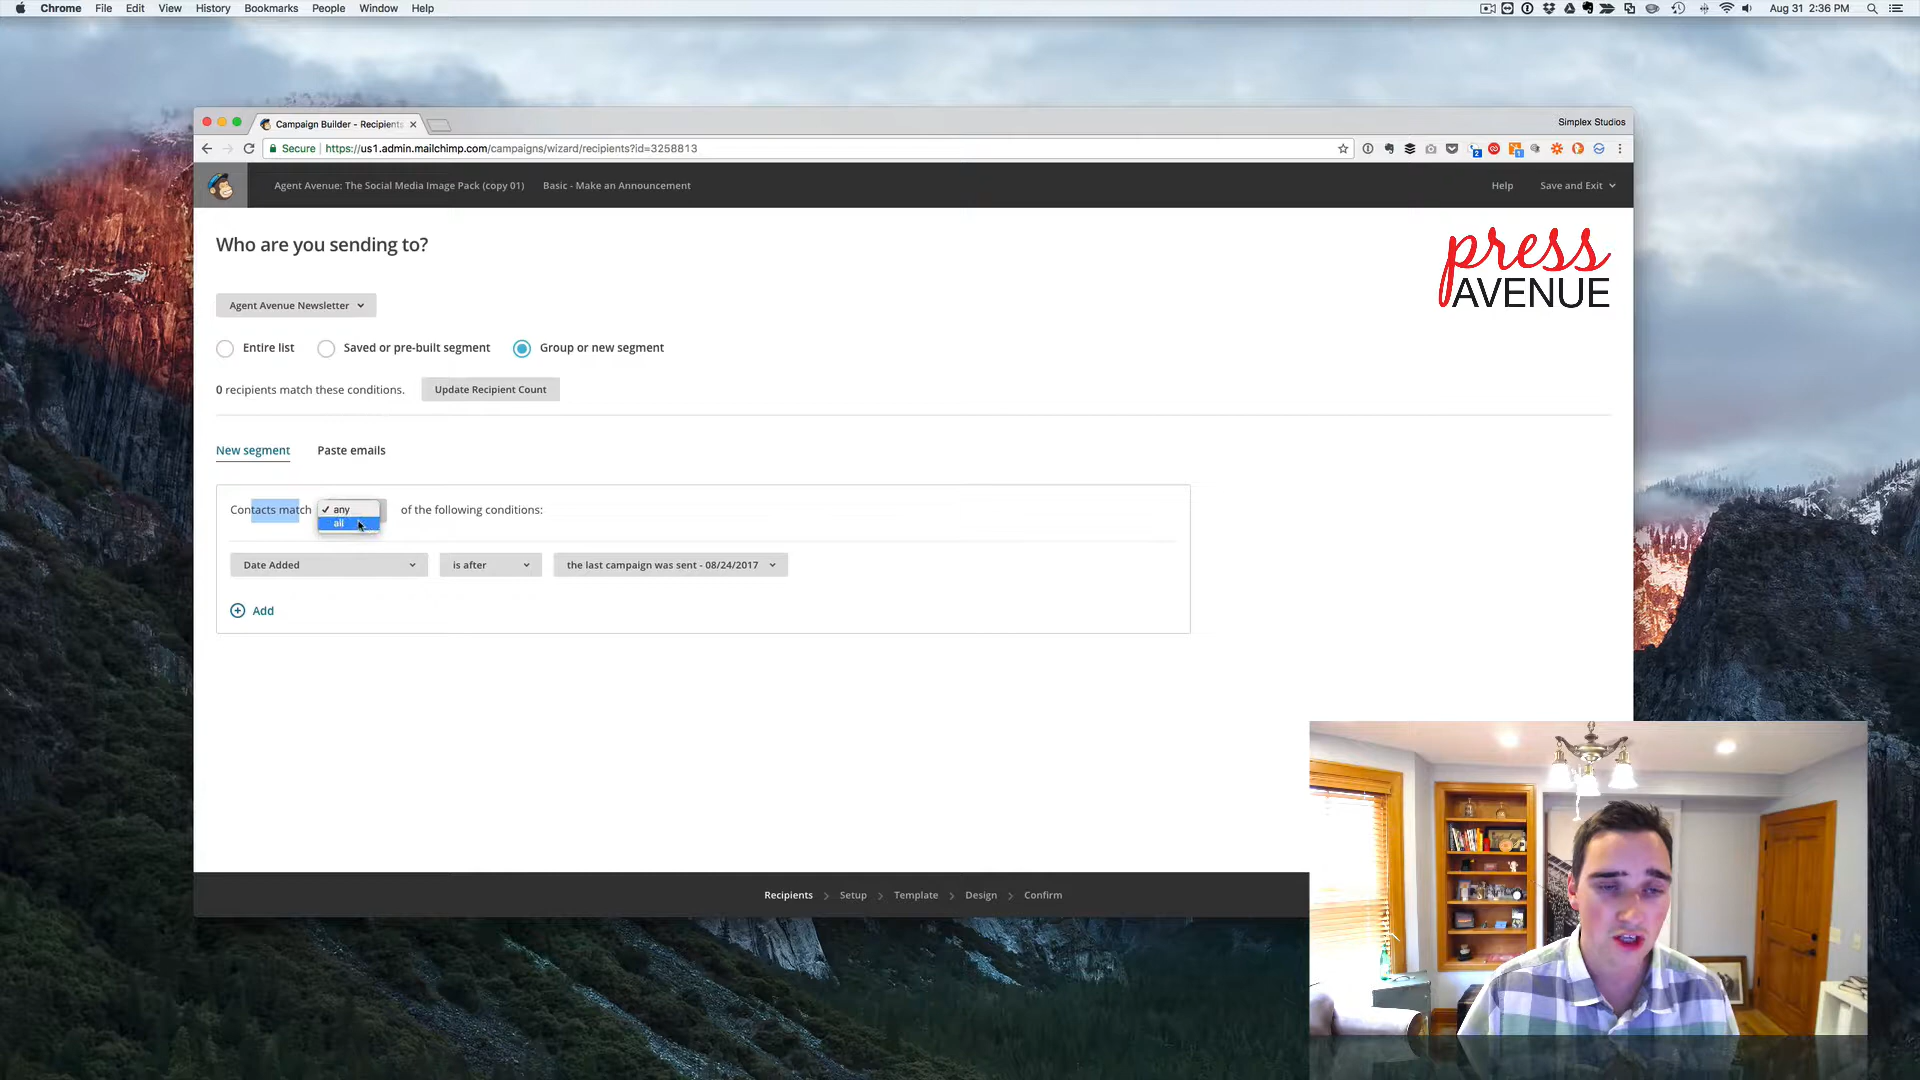 Chrome File Edit View History Bookmarks People Window Help
Aug 31 2:36 PM
Campaign Builder - Recipients
Simplex Studios
Secure | https://us1.admin.mailchimp.com/campaigns/wizard/recipients?id=3258813
2
1
Agent Avenue: The Social Media Image Pack (copy 01) Basic - Make an Announcement Help Save and Exit
Who are you sending to?
press
AVENUE
Agent Avenue Newsletter
Entire list Saved or pre-built segment Group or new segment
0 recipients match these conditions. Update Recipient Count
New segment Paste emails
Contacts match any of the following conditions:
all
Date Added is after the last campaign was sent - 08/24/2017
Add
Recipients Setup Template Design Confirm